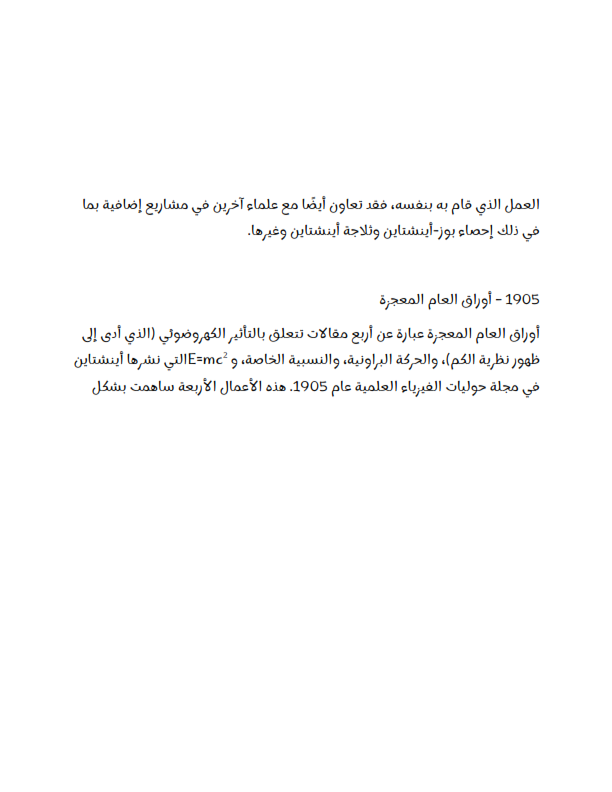 العمل الذي قام به بنفسه، فقد تعاون أيضًا مع علماء آخرين في مشاريع إضافية بما
في ذلك إحصاء بوز-أينشتاين وثلاجة أينشتاين وغيرها.
1905 - أوراق العام المعجزة
أوراق العام المعجزة عبارة عن أربع مقالات تتعلق بالتأثير الكهروضوئي (الذي أدى إلى
ظهور نظرية الكم)، والحركة البراونية، والنسبية الخاصة، و E=mc²التي نشرها أينشتاين
في مجلة حوليات الفيزياء العلمية عام 1905. هذه الأعمال الأربعة ساهمت بشكل